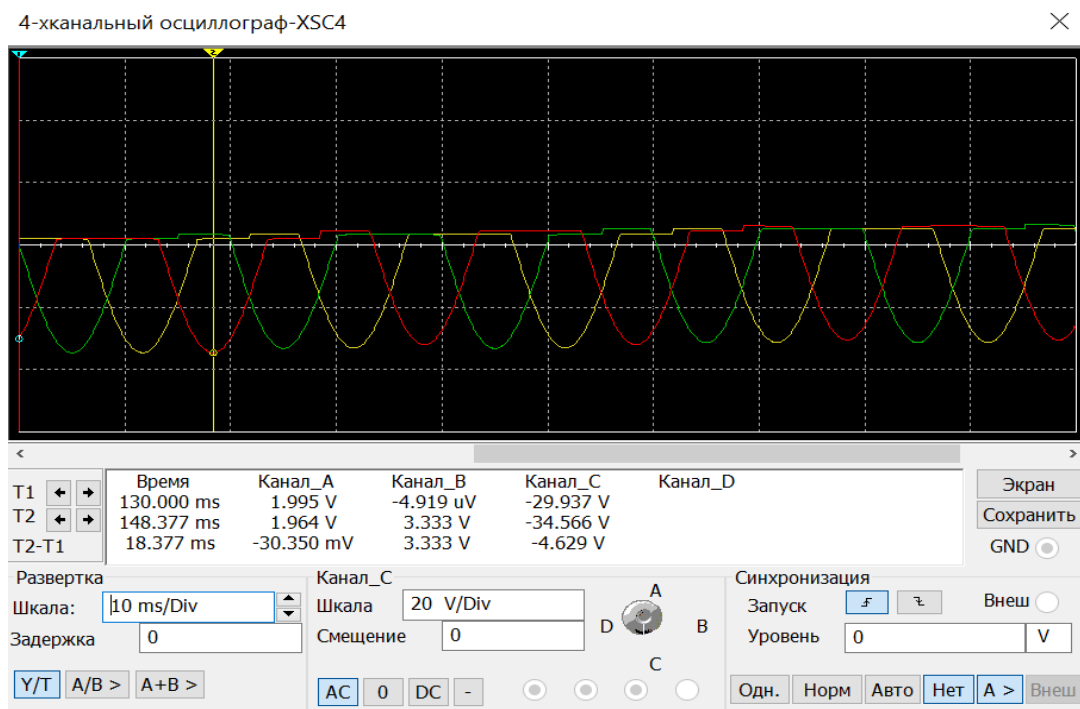 4-хканальный осциллограф-XSC4
1
2
Время Канал_A Канал_B Канал_C Канал_D
T1 130.000 ms 1.995 V -4.919 uV -29.937 V
T2 148.377 ms 1.964 V 3.333 V -34.566 V
T2-T1 18.377 ms -30.350 mV 3.333 V -4.629 V
Экран
Сохранить
GND
Развертка
Шкала: 10 ms/Div
Задержка 0
Y/T A/B > A+B >
Канал_C
Шкала 20 V/Div
Смещение 0
AC 0 DC -
A
D B
C
Синхронизация
Запуск Внеш
Уровень 0 V
Одн. Норм Авто Нет A > Внеш